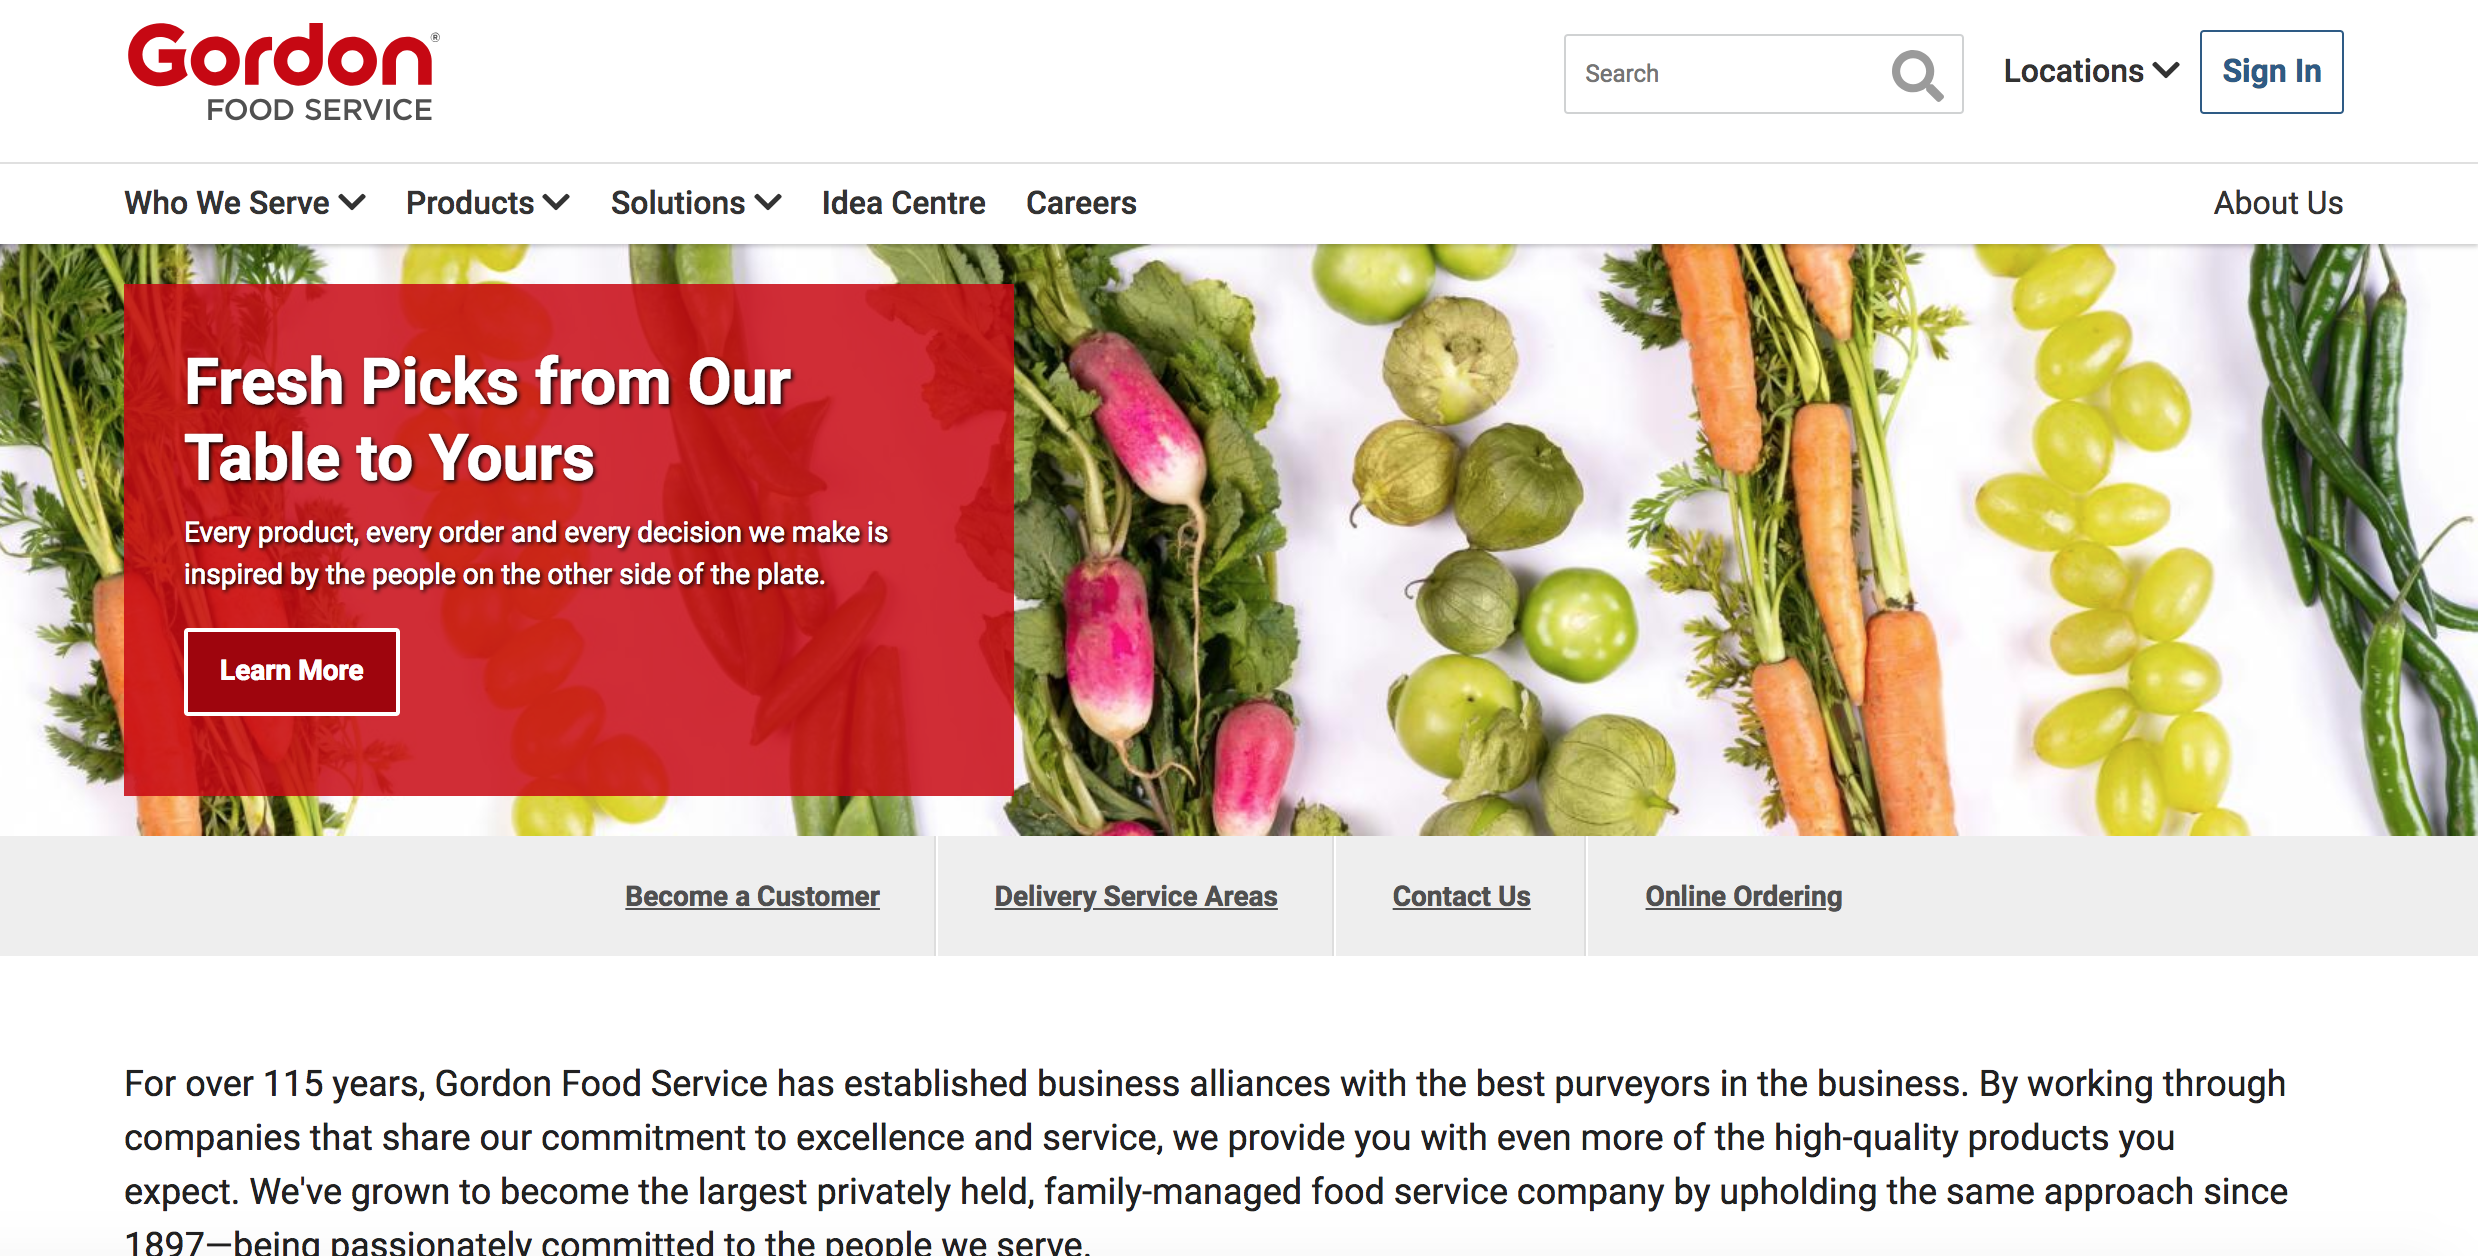 Gordon®
FOOD SERVICE
Search
Locations
Sign In
Who We Serve
Products
Solutions
Idea Centre
Careers
About Us
Fresh Picks from Our
Table to Yours
Every product, every order and every decision we make is
inspired by the people on the other side of the plate.
Learn More
Become a Customer
Delivery Service Areas
Contact Us
Online Ordering
For over 115 years, Gordon Food Service has established business alliances with the best purveyors in the business. By working through
companies that share our commitment to excellence and service, we provide you with even more of the high-quality products you
expect. We've grown to become the largest privately held, family-managed food service company by upholding the same approach since
1897—being passionately committed to the people we serve.